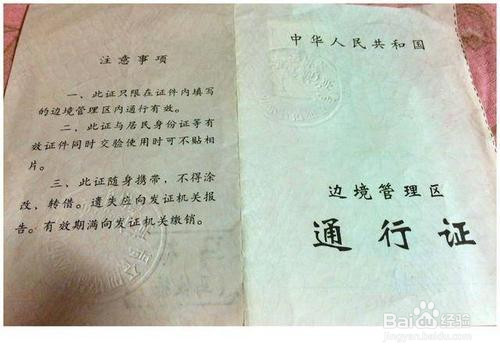 注意事项
一、此证只限在证件内填写
的边境管理区内通行有效。
二、此证与居民身份证等有
效证件同时交验使用时可不贴
相片。
三、此证随身携带，不得涂
改，转借。遗失应向发证机关报
告。有效期满向发证机关缴销。
中华人民共和国
边境管理区
通行证
Baidu经验
jingyan.baidu.com